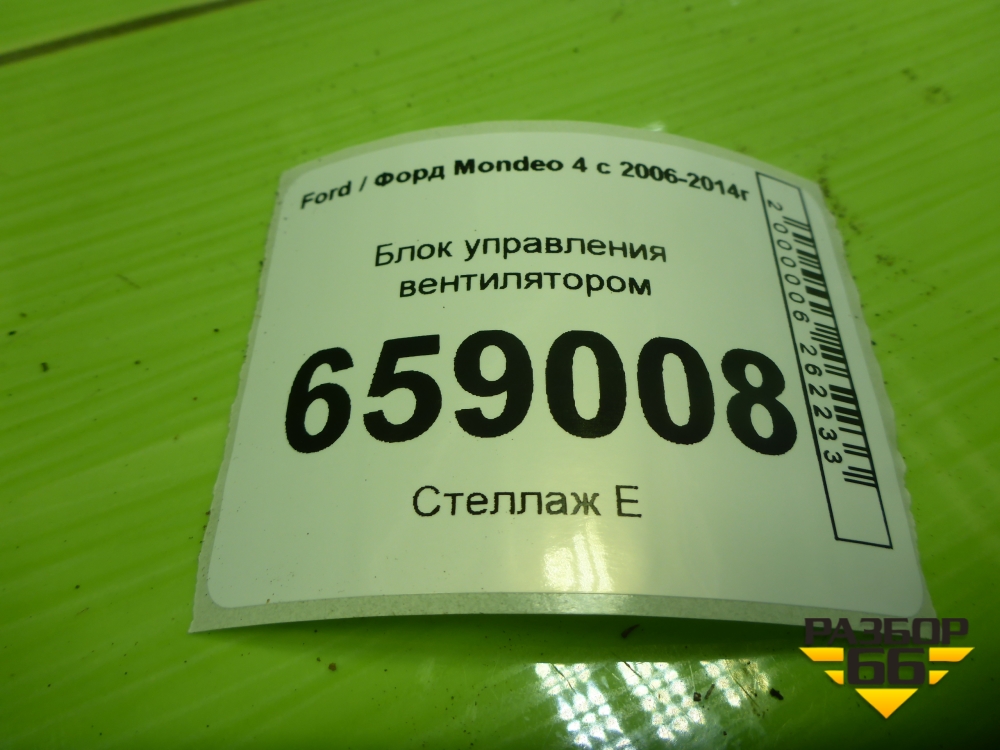 Ford / Форд Mondeo 4 с 2006-2014г
Блок управления
вентилятором
659008
Стеллаж Е
2000006262233
РАЗБОР
66